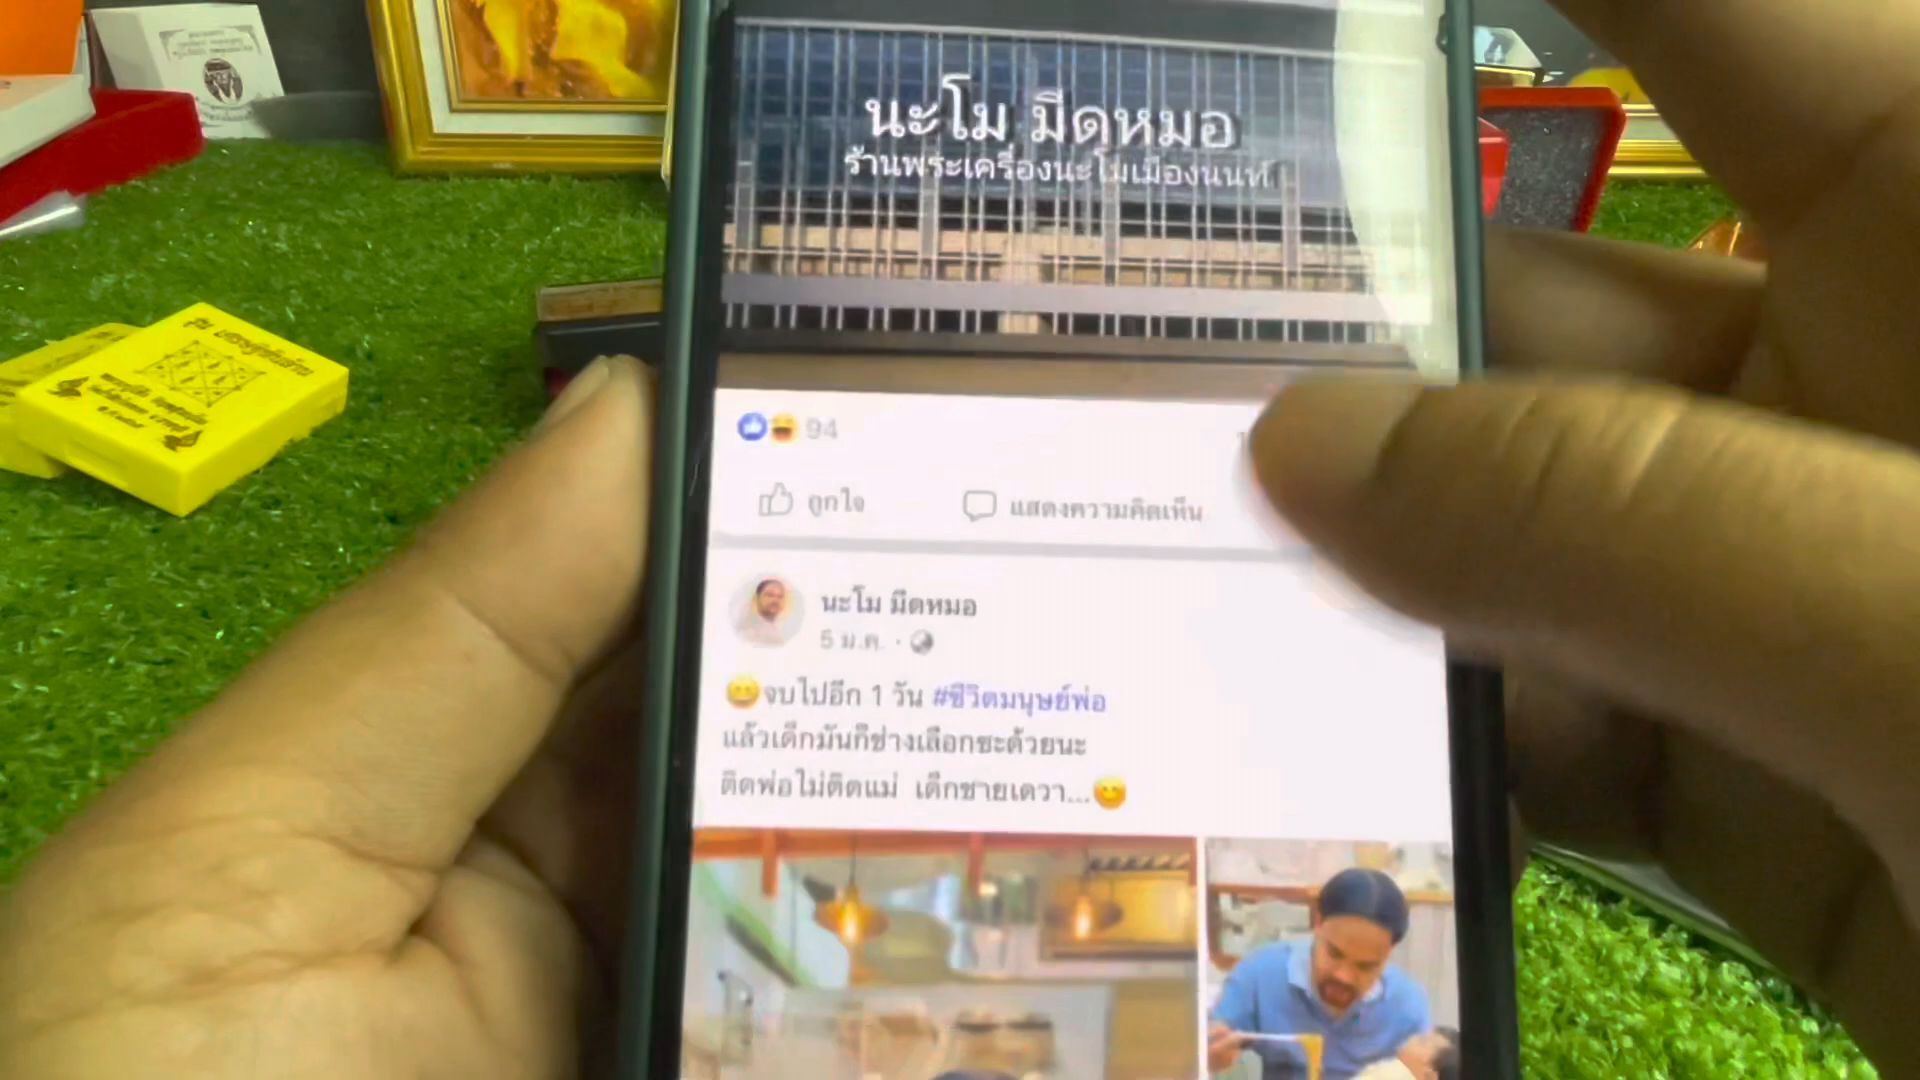 นะโม มีดหมอ
ร้านพระเครื่องนะโมเมืองนนท์
94
ถูกใจ
แสดงความคิดเห็น
นะโม มีดหมอ
5 ม.ค.
จบไปอีก 1 วัน #ชีวิตมนุษย์พ่อ
แล้วเด็กมันก็ช่างเลือกซะด้วยนะ
ติดพ่อไม่ติดแม่ เด็กชายเดวา...
รุ่น